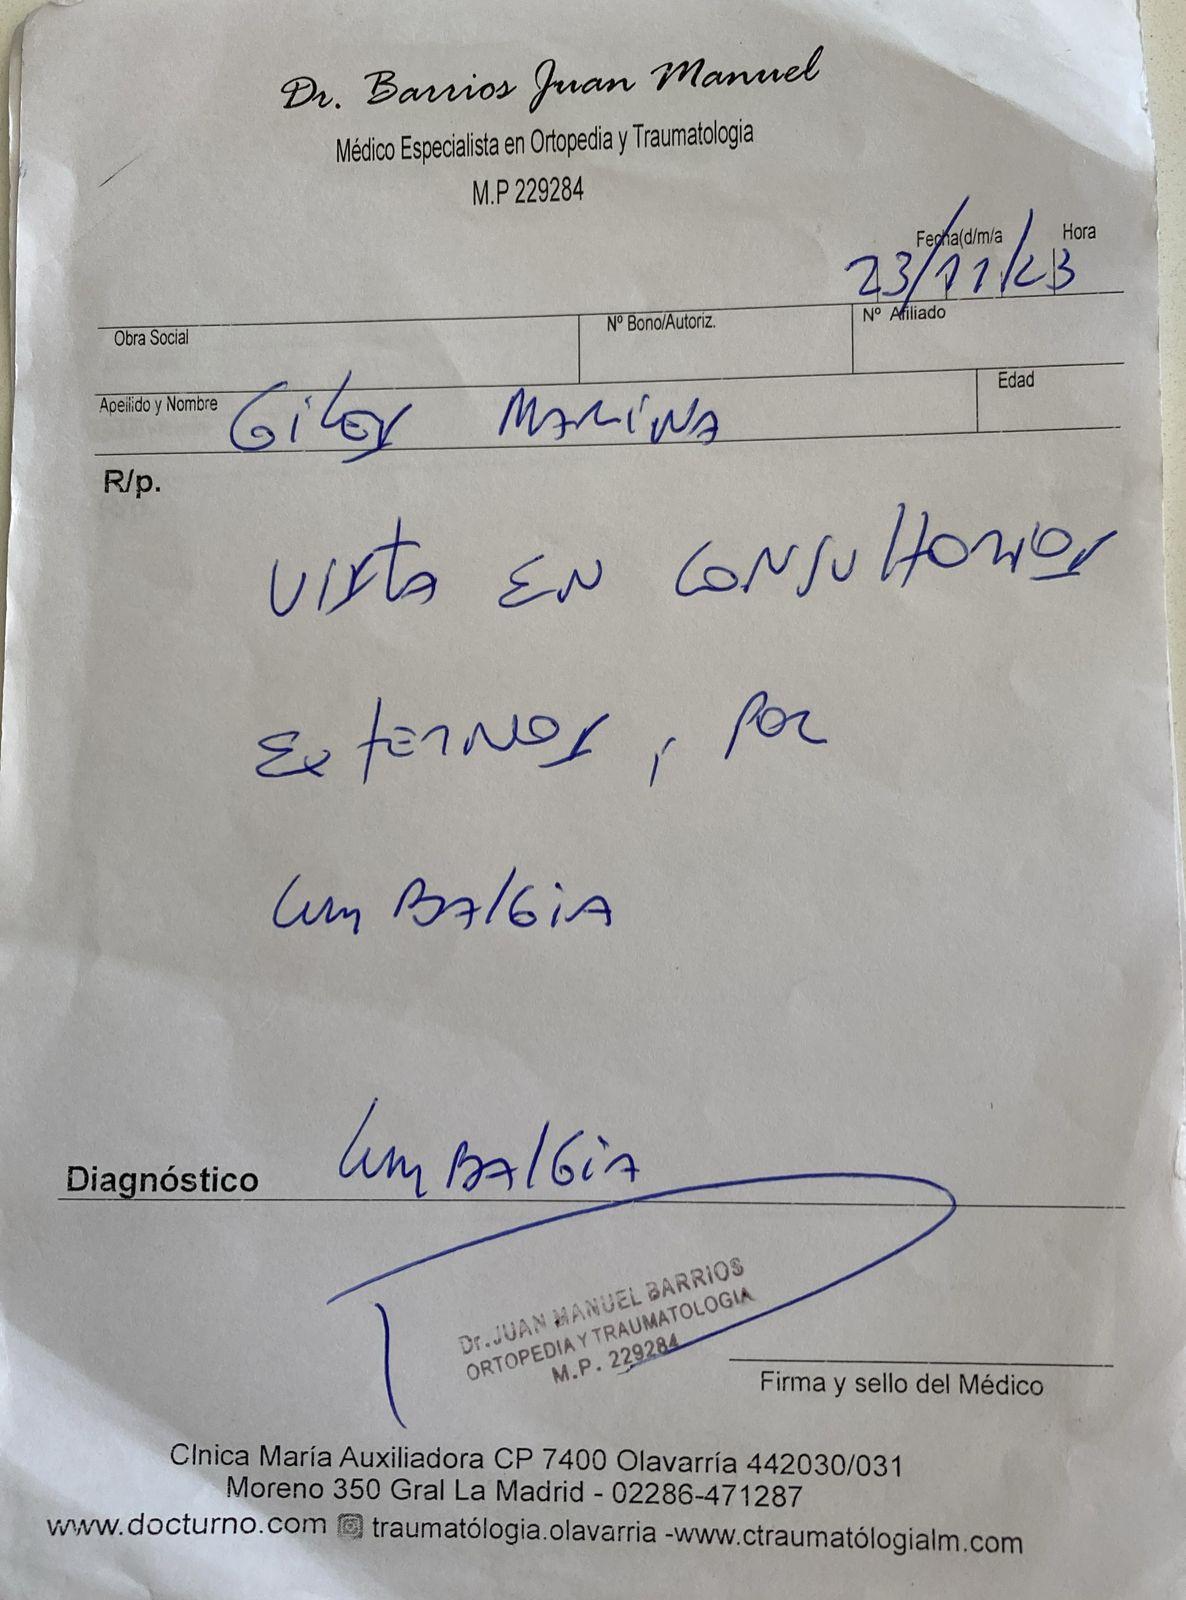 Dr. Barrios Juan Manuel
Médico Especialista en Ortopedia y Traumatologia
M.P 229284
Fecha(d/m/a Hora
23/11/23
Obra Social Nº Bono/Autoriz. Nº Afiliado
Apellido y Nombre Giles MARINA Edad
R/p.
VISTA EN CONSULTORIOS
EXTERNOS, POR
LUMBALGIA
Diagnóstico LUMBALGIA
Dr. JUAN MANUEL BARRIOS
ORTOPEDIA Y TRAUMATOLOGIA
M.P. 229284
Firma y sello del Médico
Clnica María Auxiliadora CP 7400 Olavarría 442030/031
Moreno 350 Gral La Madrid - 02286-471287
www.docturno.com traumatólogia.olavarria -www.ctraumatólogialm.com